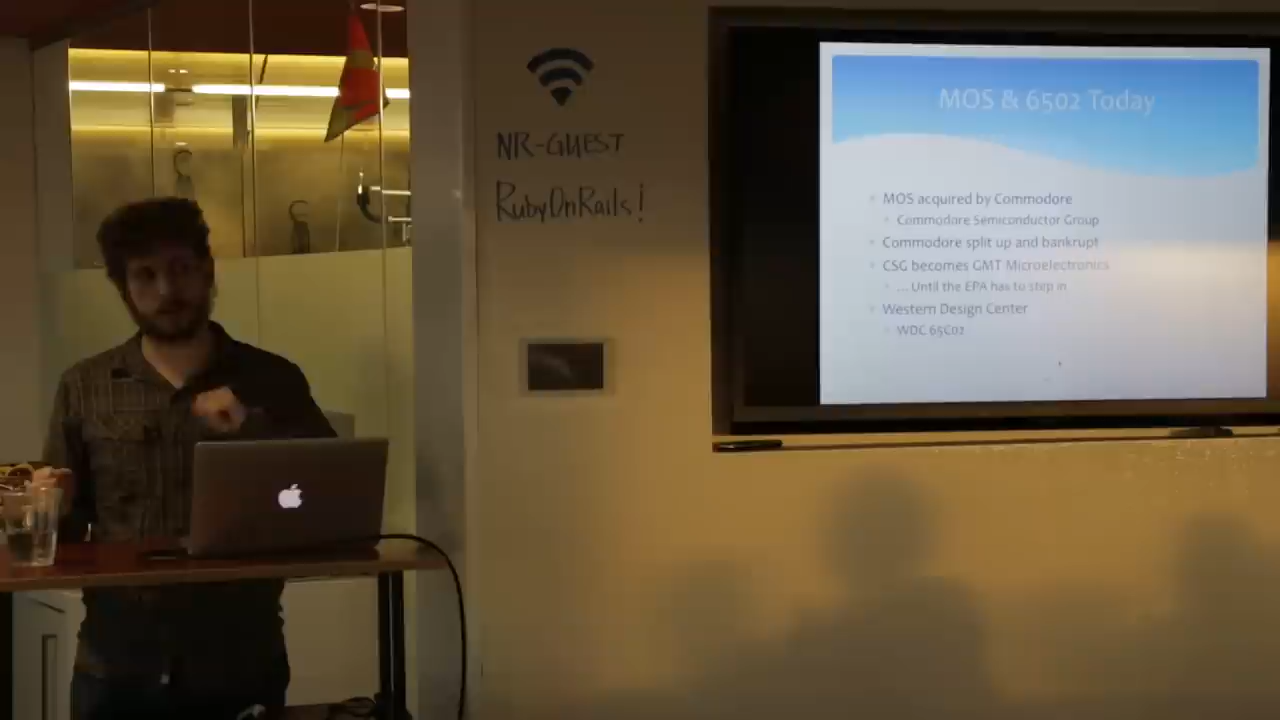 NR-GUEST
RubyOnRails!
MOS & 6502 Today
MOS acquired by Commodore
Commodore Semiconductor Group
Commodore split up and bankrupt
CSG becomes GMT Microelectronics
... Until the EPA has to step in
Western Design Center
WDC 65C02